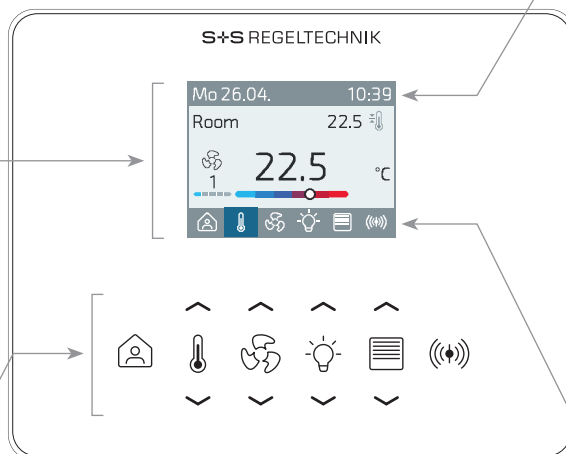 S+S REGELTECHNIK
Mo 26.04. 10:39
Room 22.5
22.5 °C
1